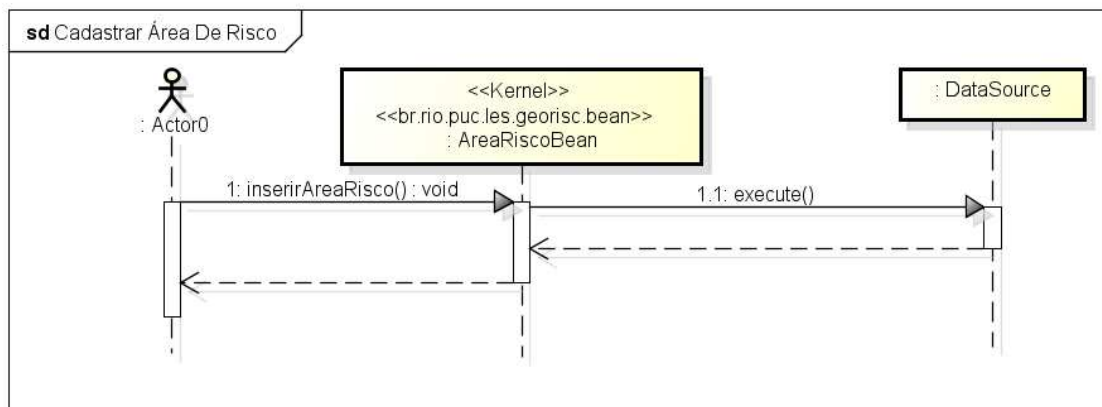 sd Cadastrar Área De Risco
: Actor0
<<Kernel>>
<<br.rio.puc.les.georisc.bean>>
: AreaRiscoBean
: DataSource
1: inserirAreaRisco() : void
1.1: execute()